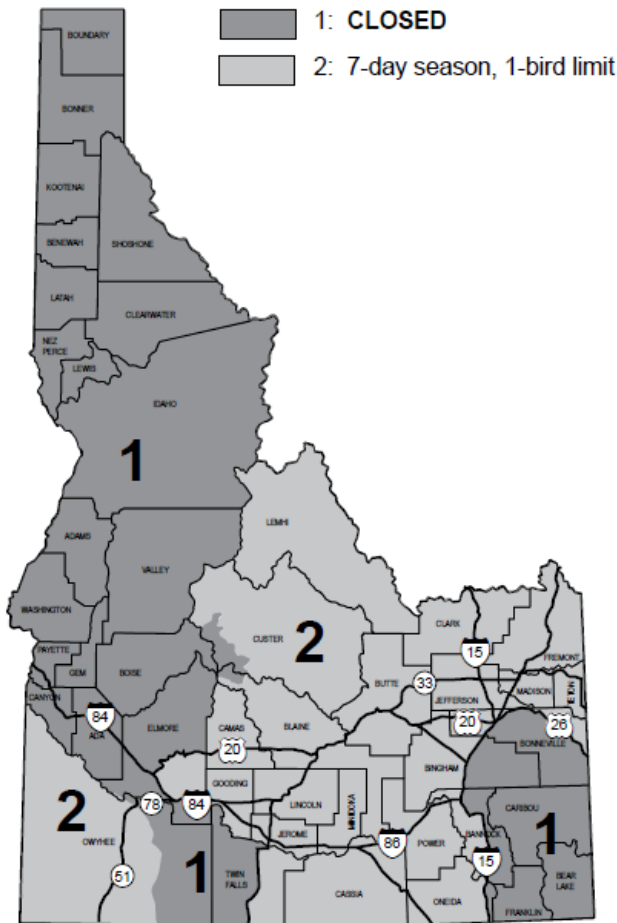 1: CLOSED
2: 7-day season, 1-bird limit
BOUNDARY
BONNER
KOOTENAI
BENEWAH
SHOSHONE
LATAH
CLEARWATER
NEZ
PERCE
LEWIS
IDAHO
1
LEMHI
ADAMS
VALLEY
WASHINGTON
CUSTER
2
CLARK
PAYETTE
GEM
BOISE
15
FREMONT
BUTTE
33
JEFFERSON
MADISON
TETON
CANYON
84
ADA
ELMORE
CAMAS
BLAINE
20
20
26
BONNEVILLE
BINGHAM
GOODING
2
78
84
LINCOLN
MINIDOKA
CARIBOU
OWYHEE
JEROME
86
POWER
BANNOCK
1
51
1
TWIN
FALLS
15
BEAR
LAKE
CASSIA
ONEIDA
FRANKLIN